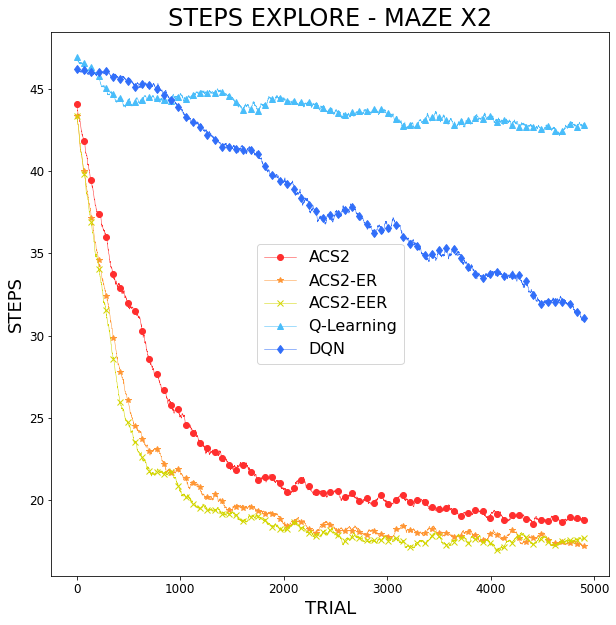 STEPS EXPLORE - MAZE X2
STEPS
45
40
35
30
25
20
ACS2
ACS2-ER
ACS2-EER
Q-Learning
DQN
0 1000 2000 3000 4000 5000
TRIAL